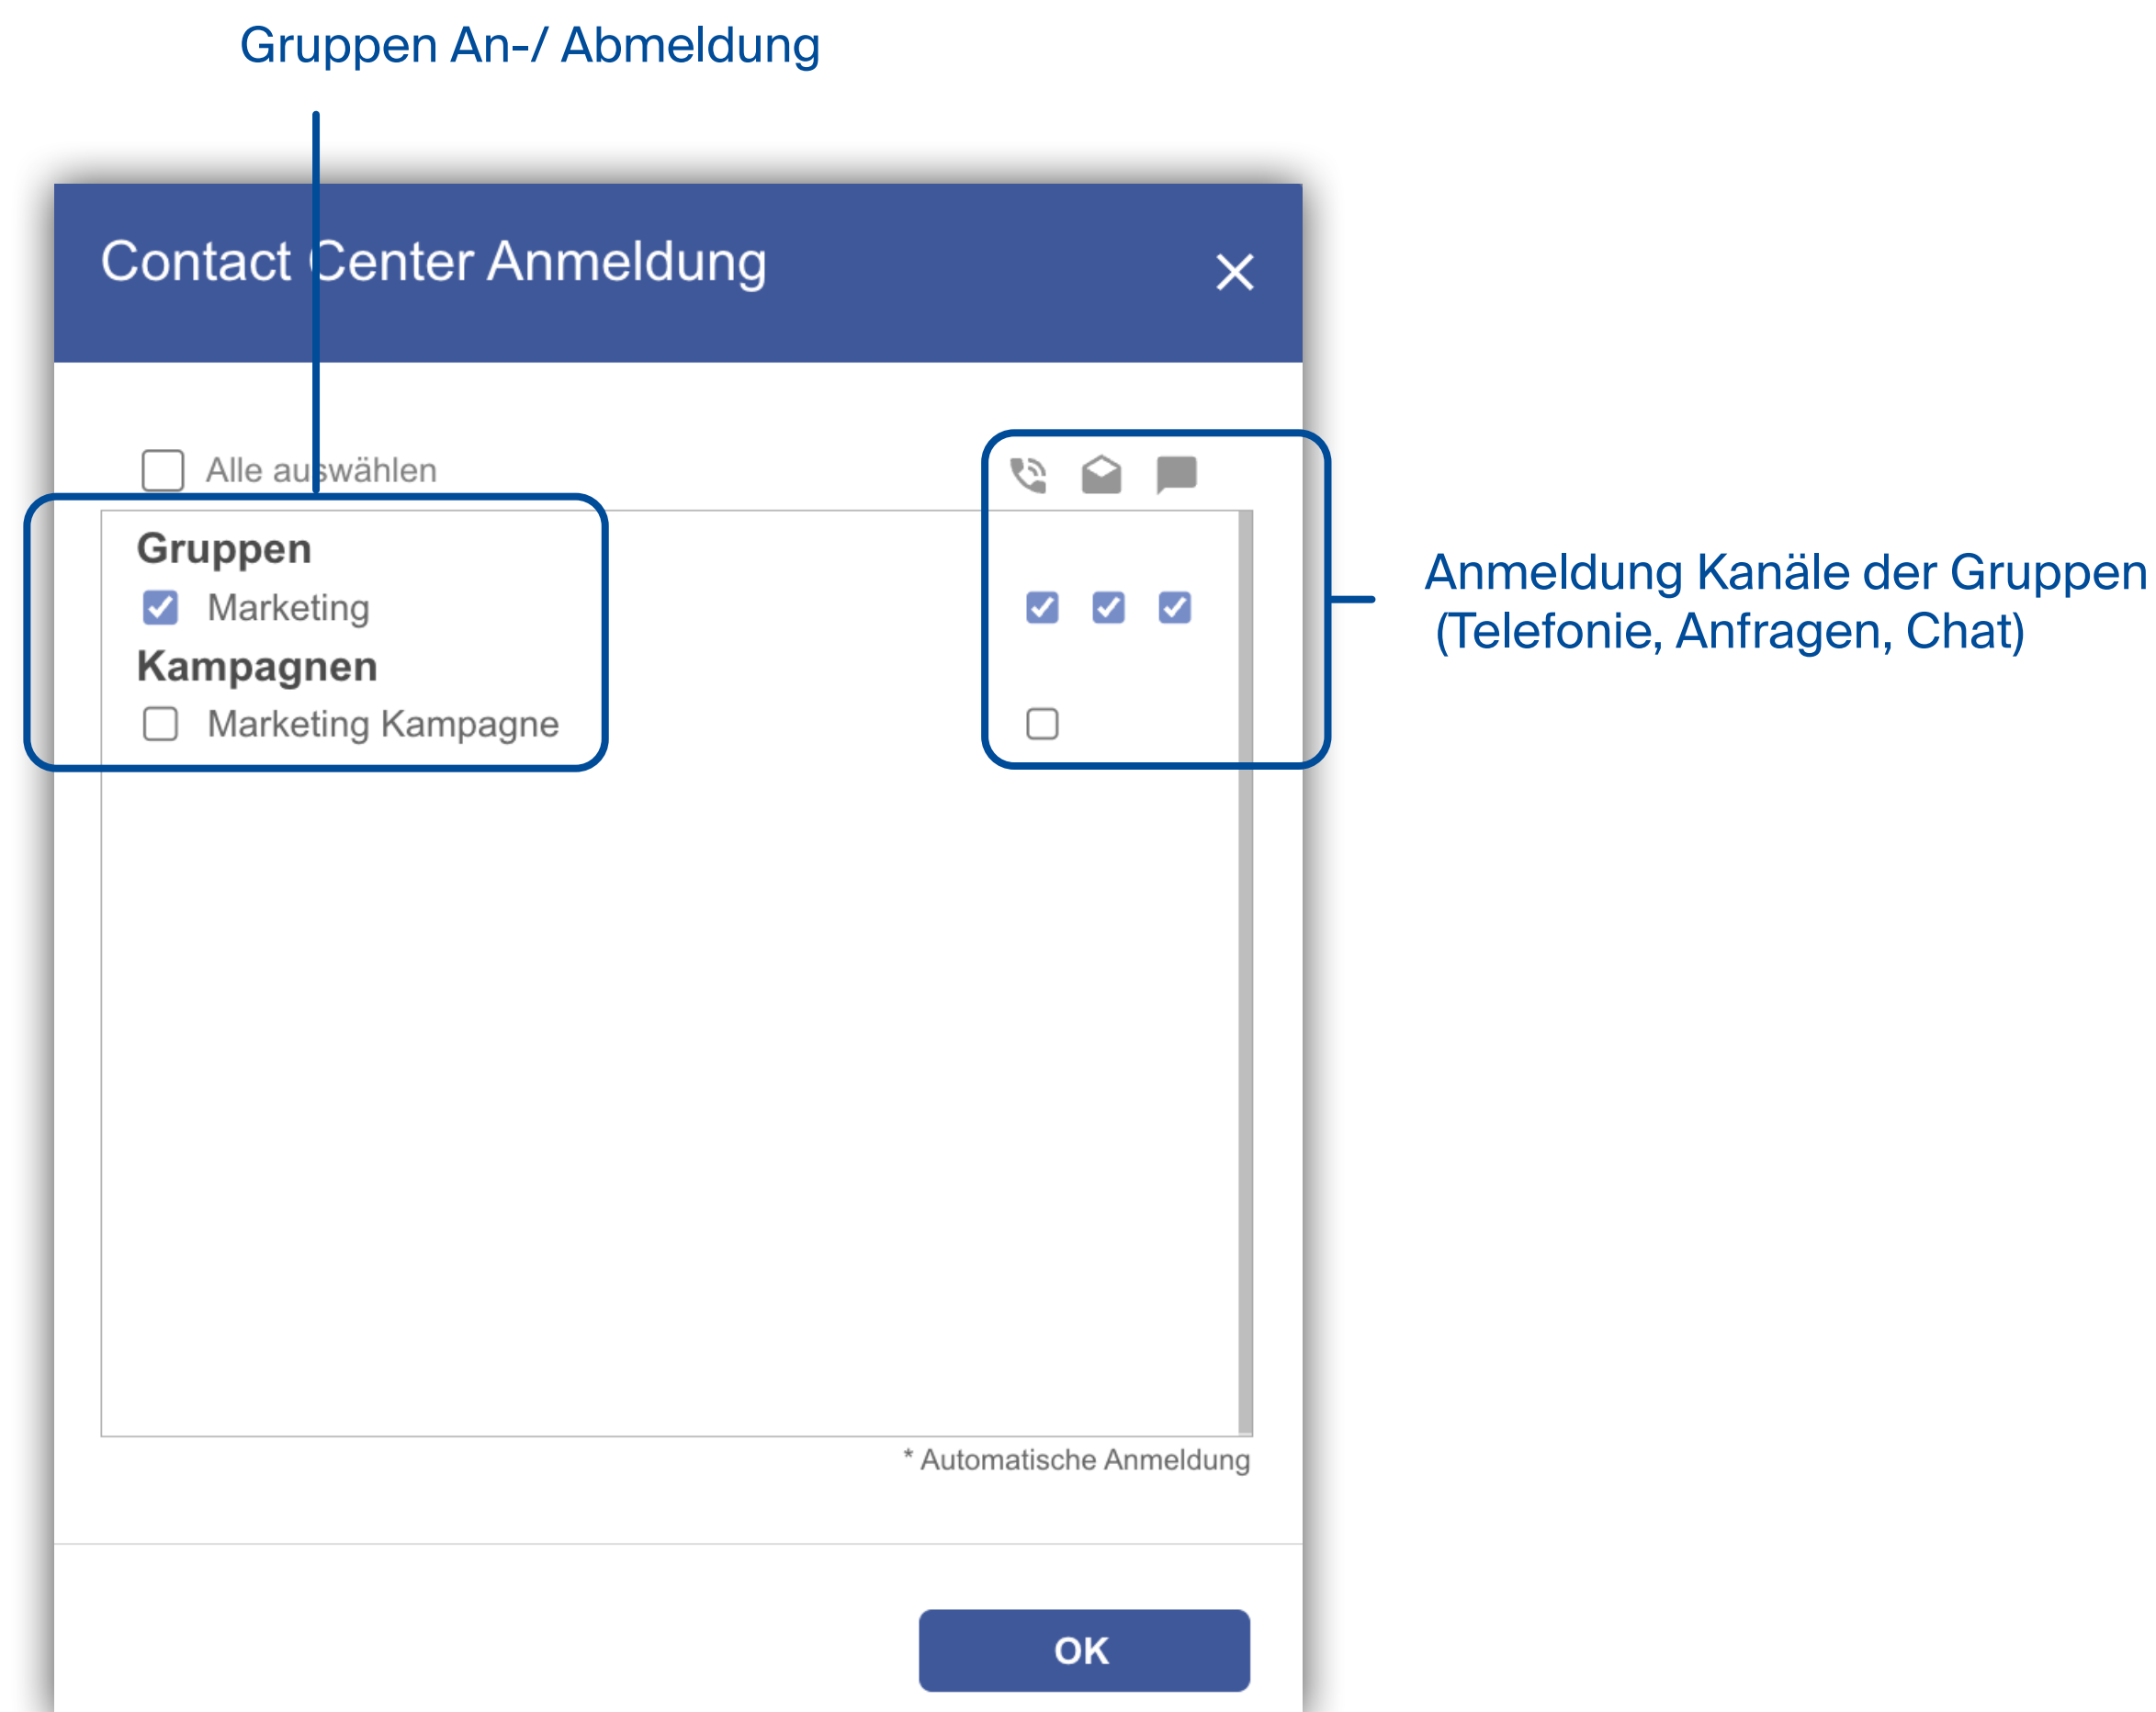 Gruppen An-/ Abmeldung
Contact Center Anmeldung
Alle auswählen
Gruppen
Marketing
Kampagnen
Marketing Kampagne
Anmeldung Kanäle der Gruppen
(Telefonie, Anfragen, Chat)
* Automatische Anmeldung
OK